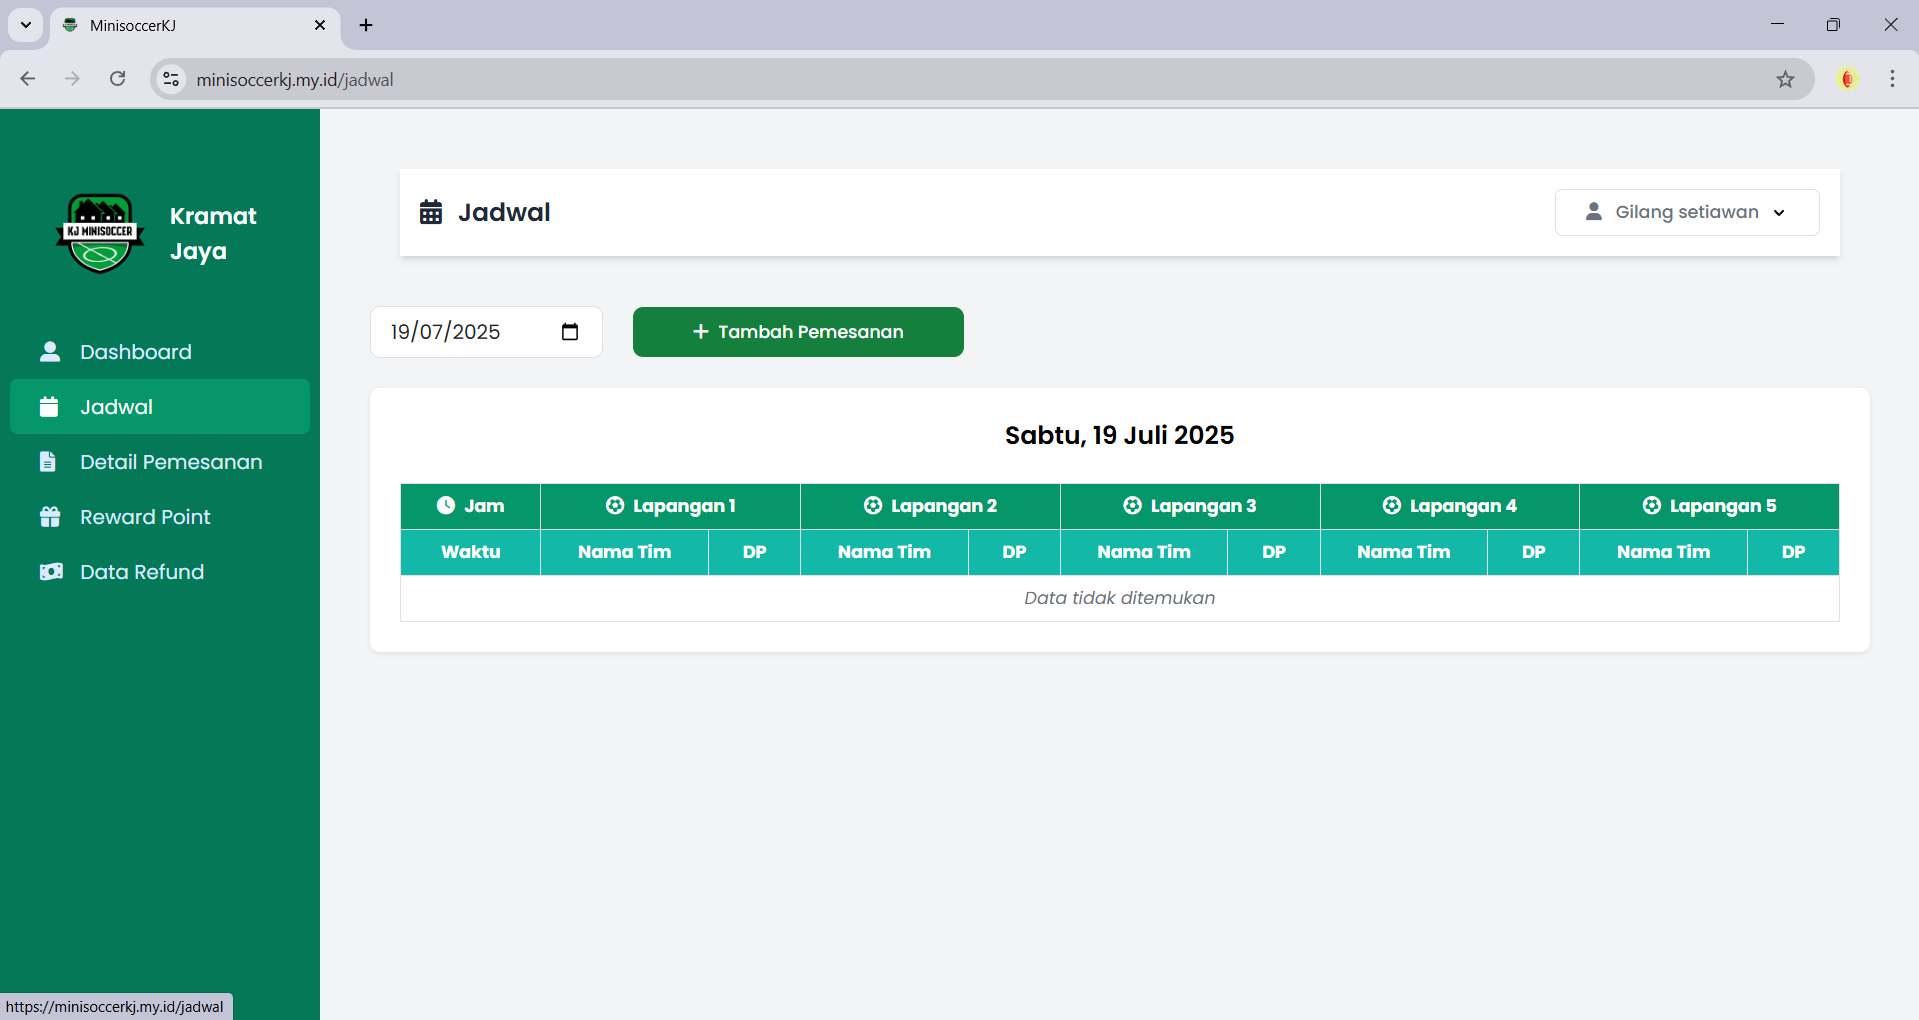 MinisoccerKJ
minisoccerkj.my.id/jadwal
KJ MINISOCCER
Kramat
Jaya
Dashboard
Jadwal
Detail Pemesanan
Reward Point
Data Refund
Jadwal
Gilang setiawan
19/07/2025
+ Tambah Pemesanan
Sabtu, 19 Juli 2025
Jam Lapangan 1 Lapangan 2 Lapangan 3 Lapangan 4 Lapangan 5
Waktu Nama Tim DP Nama Tim DP Nama Tim DP Nama Tim DP Nama Tim DP
Data tidak ditemukan
https://minisoccerkj.my.id/jadwal